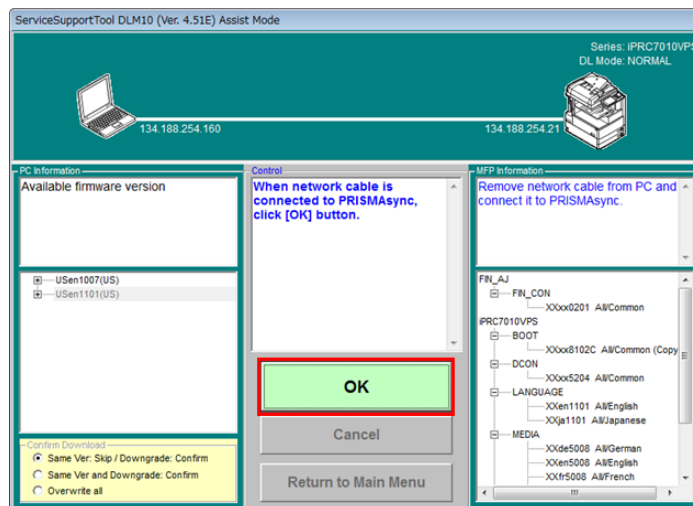 ServiceSupportTool DLM10 (Ver. 4.51E) Assist Mode
Series: iPRC7010VPS
DL Mode: NORMAL
134.188.254.160
134.188.254.21
PC Information
Available firmware version
USen1007(US)
USen1101(US)
Confirm Download
Same Ver: Skip / Downgrade: Confirm
Same Ver and Downgrade: Confirm
Overwrite all
Control
When network cable is
connected to PRISMAsync,
click [OK] button.
OK
Cancel
Return to Main Menu
MFP Information
Remove network cable from PC and
connect it to PRISMAsync.
FIN_AJ
FIN_CON
XXxx0201 All/Common
iPRC7010VPS
BOOT
XXxx8102C All/Common (Copy
DCON
XXxx5204 All/Common
LANGUAGE
XXen1101 All/English
XXja1101 All/Japanese
MEDIA
XXde5008 All/German
XXen5008 All/English
XXfr5008 All/French